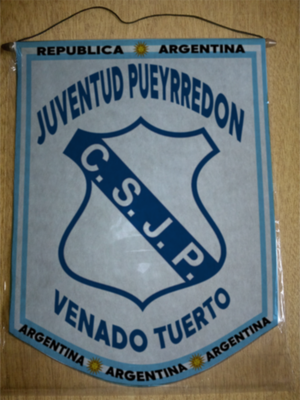 REPUBLICA ARGENTINA
JUVENTUD PUEYRREDON
C. S. J. P.
VENADO TUERTO
ARGENTINA ARGENTINA ARGENTINA